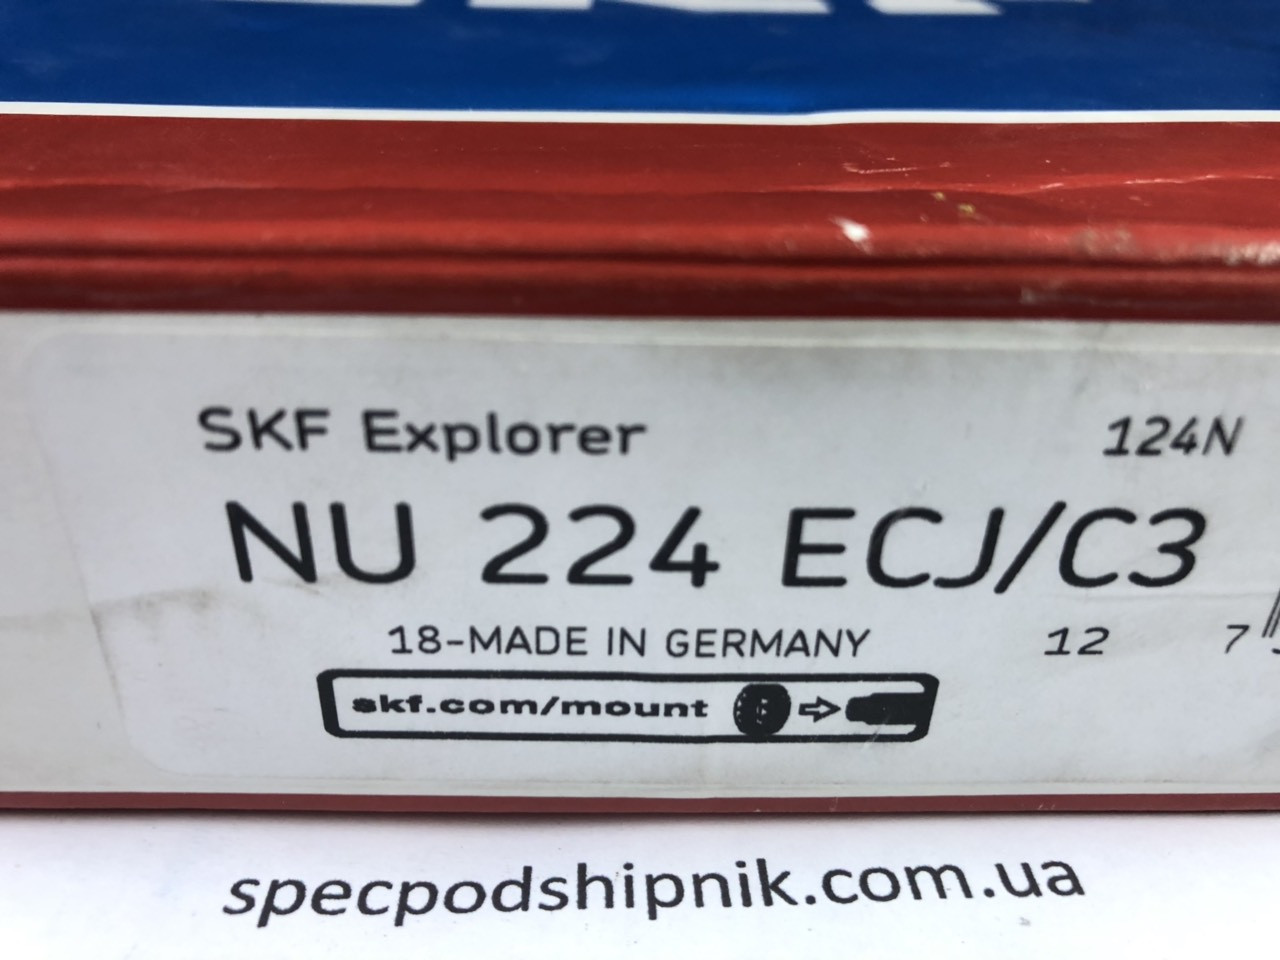 SKF Explorer 124N
NU 224 ECJ/C3
18-MADE IN GERMANY 12 7
skf.com/mount
specpodshipnik.com.ua